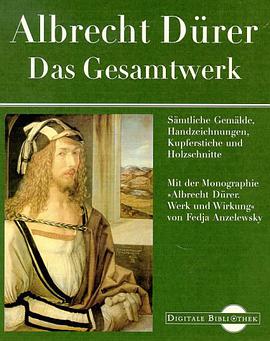 Albrecht Dürer
Das Gesamtwerk
Sämtliche Gemälde,
Handzeichnungen,
Kupferstiche und
Holzschnitte
Mit der Monographie
»Albrecht Dürer.
Werk und Wirkung«
von Fedja Anzelewsky
DIGITALE BIBLIOTHEK